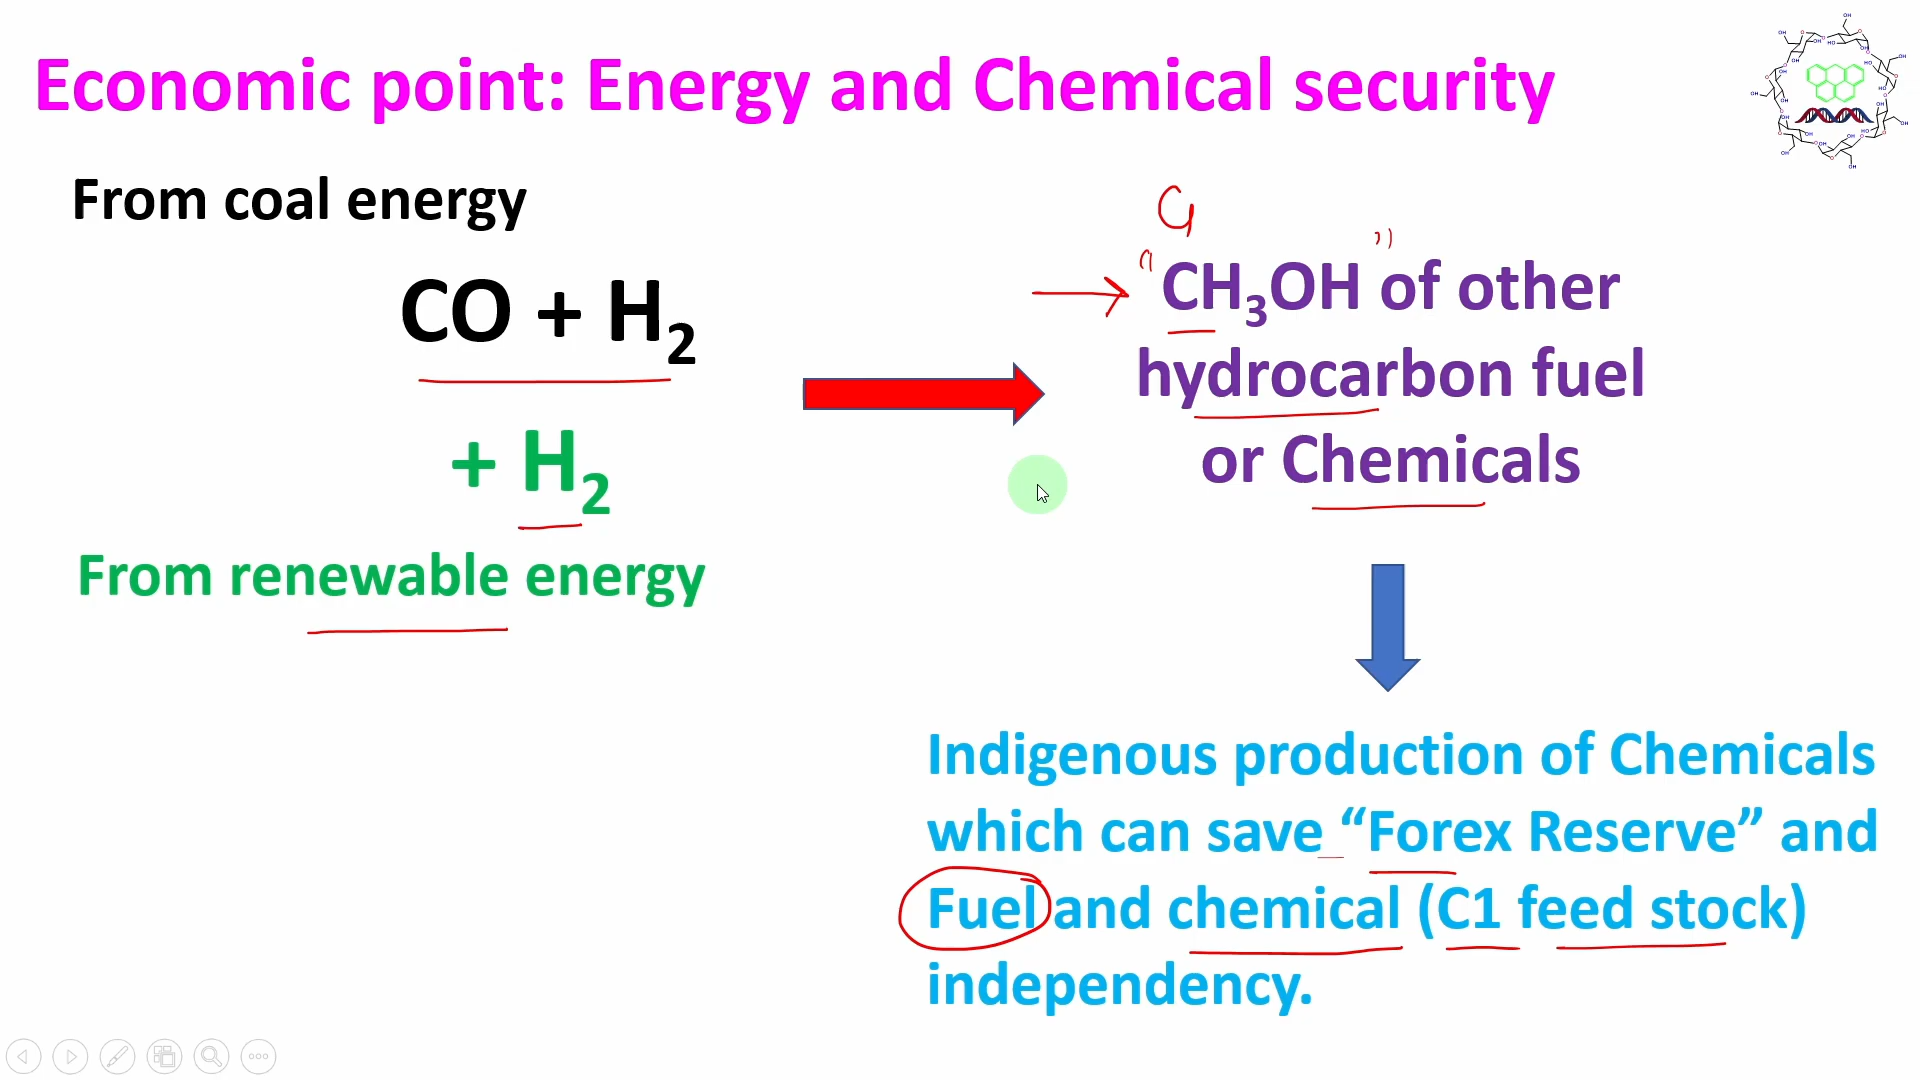 Economic point: Energy and Chemical security
From coal energy
CO + H₂
+ H₂
From renewable energy
C₁
"CH₃OH" of other
hydrocarbon fuel
or Chemicals
Indigenous production of Chemicals
which can save “Forex Reserve” and
Fuel and chemical (C1 feed stock)
independency.